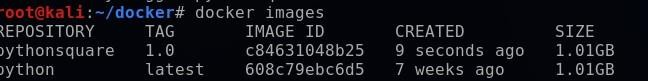 root@kali:~/docker# docker images
REPOSITORY TAG IMAGE ID CREATED SIZE
pythonsquare 1.0 c84631048b25 9 seconds ago 1.01GB
python latest 608c79ebc6d5 7 weeks ago 1.01GB